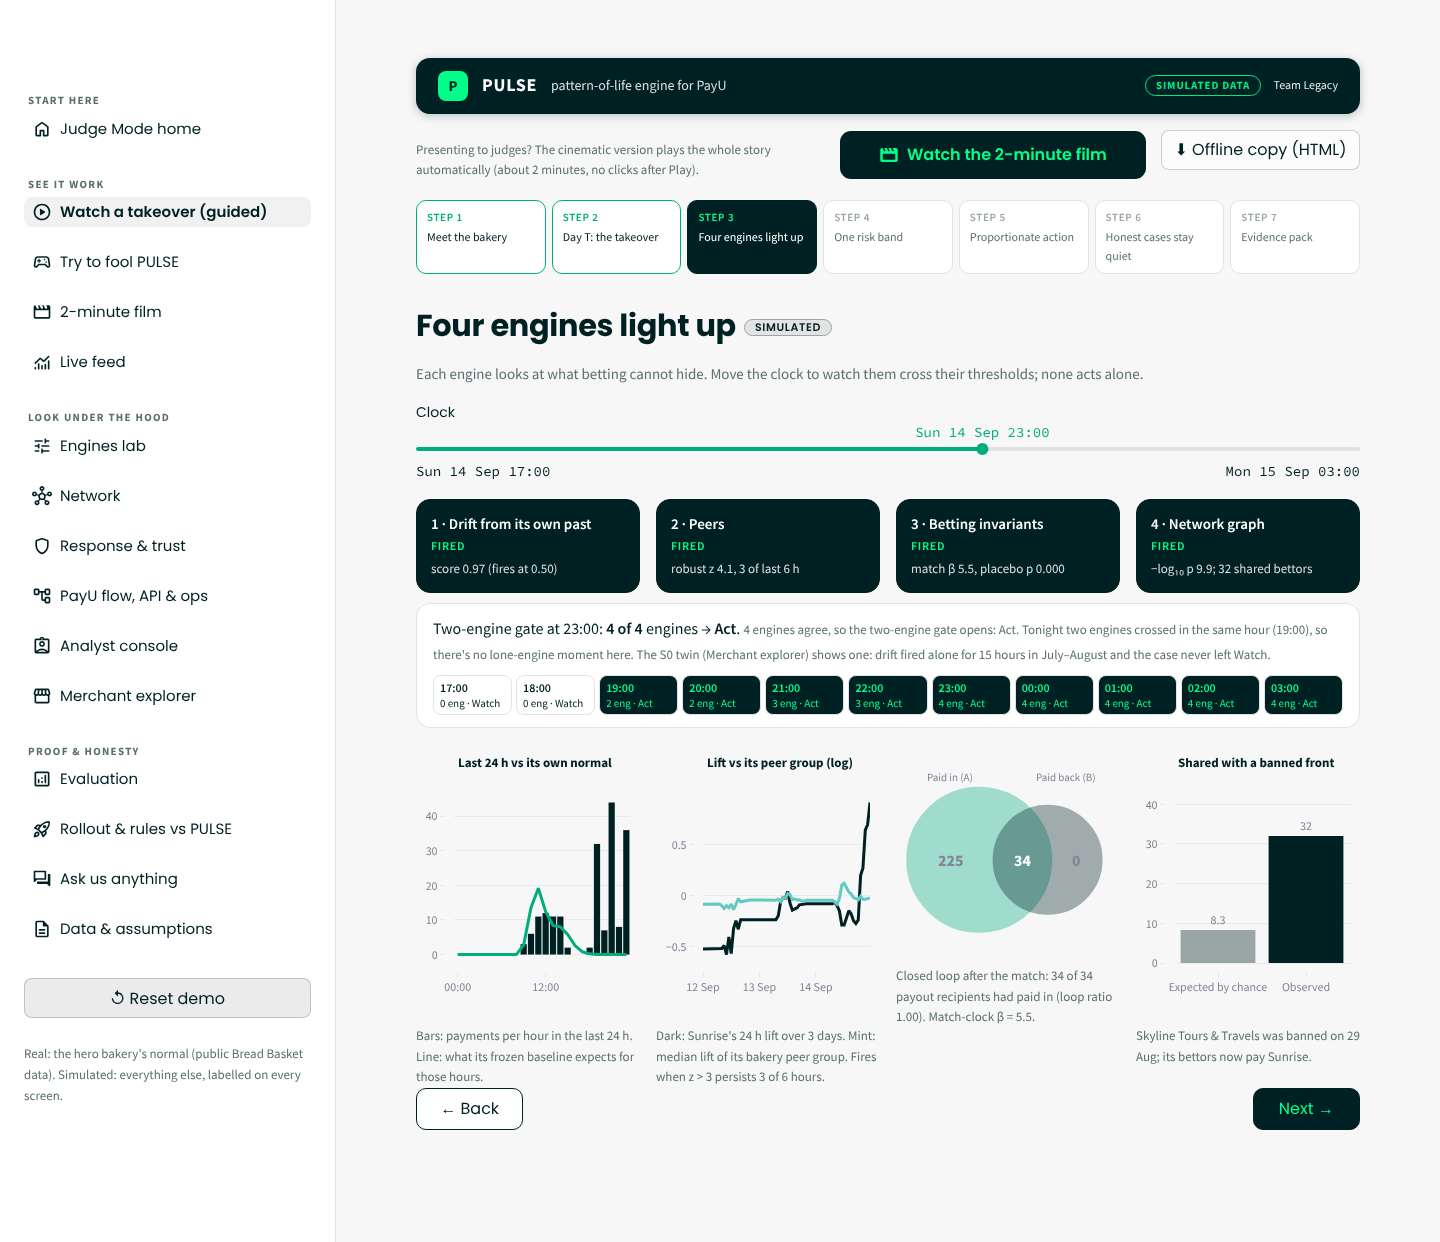 START HERE
Judge Mode home
SEE IT WORK
Watch a takeover (guided)
Try to fool PULSE
2-minute film
Live feed
LOOK UNDER THE HOOD
Engines lab
Network
Response & trust
PayU flow, API & ops
Analyst console
Merchant explorer
PROOF & HONESTY
Evaluation
Rollout & rules vs PULSE
Ask us anything
Data & assumptions
Reset demo
Real: the hero bakery's normal (public Bread Basket
data). Simulated: everything else, labelled on every
screen.
P PULSE pattern-of-life engine for PayU SIMULATED DATA Team Legacy
Presenting to judges? The cinematic version plays the whole story
automatically (about 2 minutes, no clicks after Play).
Watch the 2-minute film
⬇ Offline copy (HTML)
STEP 1
Meet the bakery
STEP 2
Day T: the takeover
STEP 3
Four engines light up
STEP 4
One risk band
STEP 5
Proportionate action
STEP 6
Honest cases stay
quiet
STEP 7
Evidence pack
Four engines light up SIMULATED
Each engine looks at what betting cannot hide. Move the clock to watch them cross their thresholds; none acts alone.
Clock
Sun 14 Sep 23:00
Sun 14 Sep 17:00 Mon 15 Sep 03:00
1 · Drift from its own past
FIRED
score 0.97 (fires at 0.50)
2 · Peers
FIRED
robust z 4.1, 3 of last 6 h
3 · Betting invariants
FIRED
match β 5.5, placebo p 0.000
4 · Network graph
FIRED
−log₁₀ p 9.9; 32 shared bettors
Two-engine gate at 23:00: 4 of 4 engines → Act. 4 engines agree, so the two-engine gate opens: Act. Tonight two engines crossed in the same hour (19:00), so
there's no lone-engine moment here. The S0 twin (Merchant explorer) shows one: drift fired alone for 15 hours in July–August and the case never left Watch.
17:00
0 eng · Watch
18:00
0 eng · Watch
19:00
2 eng · Act
20:00
2 eng · Act
21:00
3 eng · Act
22:00
3 eng · Act
23:00
4 eng · Act
00:00
4 eng · Act
01:00
4 eng · Act
02:00
4 eng · Act
03:00
4 eng · Act
Last 24 h vs its own normal
40
30
20
10
0
00:00 12:00
Bars: payments per hour in the last 24 h.
Line: what its frozen baseline expects for
those hours.
Lift vs its peer group (log)
0.5
0
−0.5
12 Sep 13 Sep 14 Sep
Dark: Sunrise's 24 h lift over 3 days. Mint:
median lift of its bakery peer group. Fires
when z > 3 persists 3 of 6 hours.
Paid in (A) Paid back (B)
225 34 0
Closed loop after the match: 34 of 34
payout recipients had paid in (loop ratio
1.00). Match-clock β = 5.5.
Shared with a banned front
40
30
20
10
0
8.3
32
Expected by chance Observed
Skyline Tours & Travels was banned on 29
Aug; its bettors now pay Sunrise.
← Back
Next →